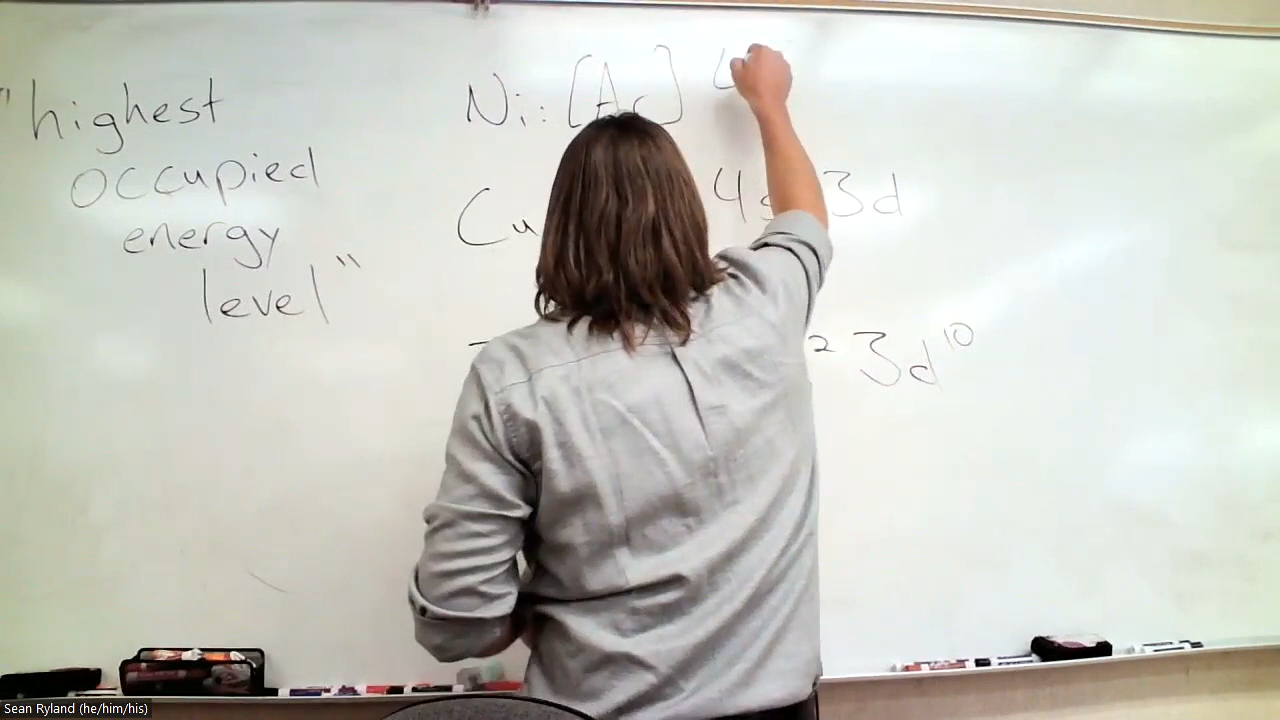 "highest
occupied
energy
level"
Ni: [Ar] 4
Cu 4s 3d
² 3d¹⁰
Sean Ryland (he/him/his)